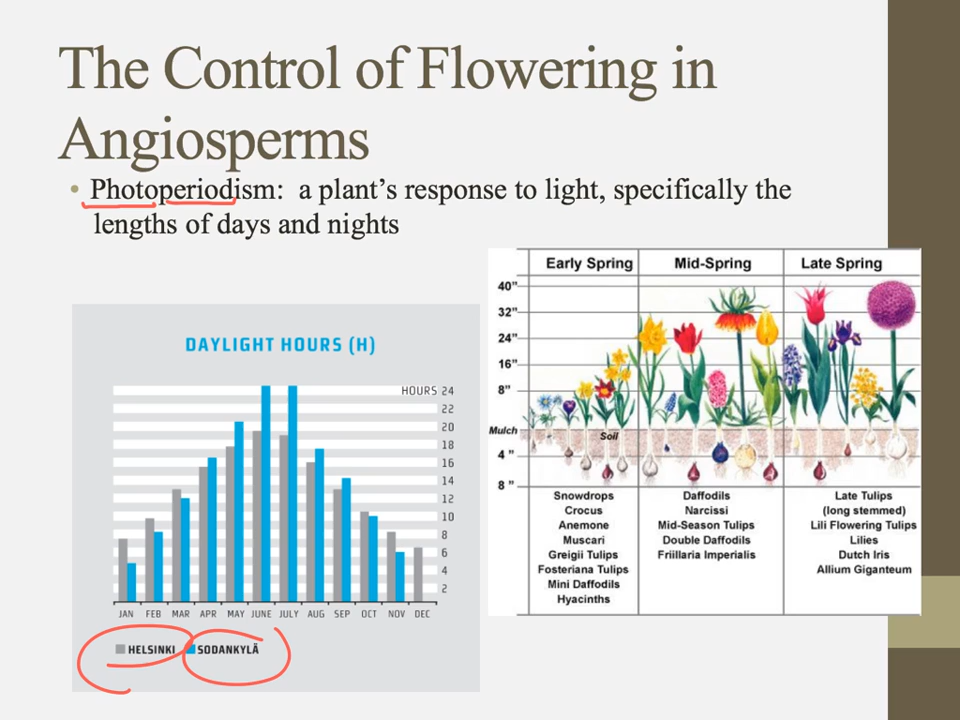 The Control of Flowering in
Angiosperms
• Photoperiodism: a plant's response to light, specifically the
lengths of days and nights
DAYLIGHT HOURS (H)
HOURS 24
22
20
18
16
14
12
10
8
6
4
2
JAN FEB MAR APR MAY JUNE JULY AUG SEP OCT NOV DEC
HELSINKI SODANKYLÄ
Early Spring Mid-Spring Late Spring
40"
32"
24"
16"
8"
Mulch
Soil
4"
8"
Snowdrops
Crocus
Anemone
Muscari
Greigii Tulips
Fosteriana Tulips
Mini Daffodils
Hyacinths
Daffodils
Narcissi
Mid-Season Tulips
Double Daffodils
Friillaria Imperialis
Late Tulips
(long stemmed)
Lili Flowering Tulips
Lilies
Dutch Iris
Allium Giganteum